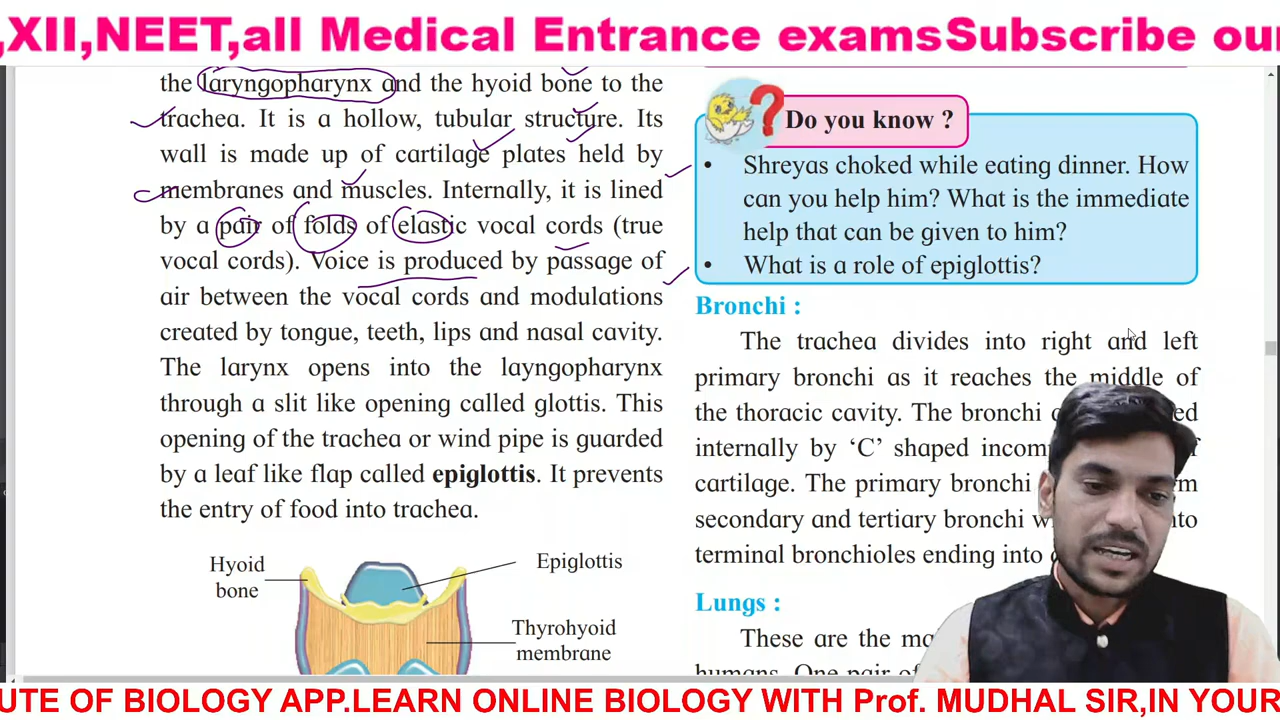 ,XII,NEET,all Medical Entrance examsSubscribe ou
the laryngopharynx and the hyoid bone to the
trachea. It is a hollow, tubular structure. Its
wall is made up of cartilage plates held by
membranes and muscles. Internally, it is lined
by a pair of folds of elastic vocal cords (true
vocal cords). Voice is produced by passage of
air between the vocal cords and modulations
created by tongue, teeth, lips and nasal cavity.
The larynx opens into the layngopharynx
through a slit like opening called glottis. This
opening of the trachea or wind pipe is guarded
by a leaf like flap called epiglottis. It prevents
the entry of food into trachea.
Hyoid
bone
Epiglottis
Thyrohyoid
membrane
Do you know ?
• Shreyas choked while eating dinner. How
can you help him? What is the immediate
help that can be given to him?
• What is a role of epiglottis?
Bronchi :
The trachea divides into right and left
primary bronchi as it reaches the middle of
the thoracic cavity. The bronchi
internally by ‘C’ shaped
cartilage. The primary bronchi
secondary and tertiary bronchi
terminal bronchioles ending into
Lungs :
These are the
humans. One pair of
UTE OF BIOLOGY APP.LEARN ONLINE BIOLOGY WITH Prof. MUDHAL SIR,IN YOUR